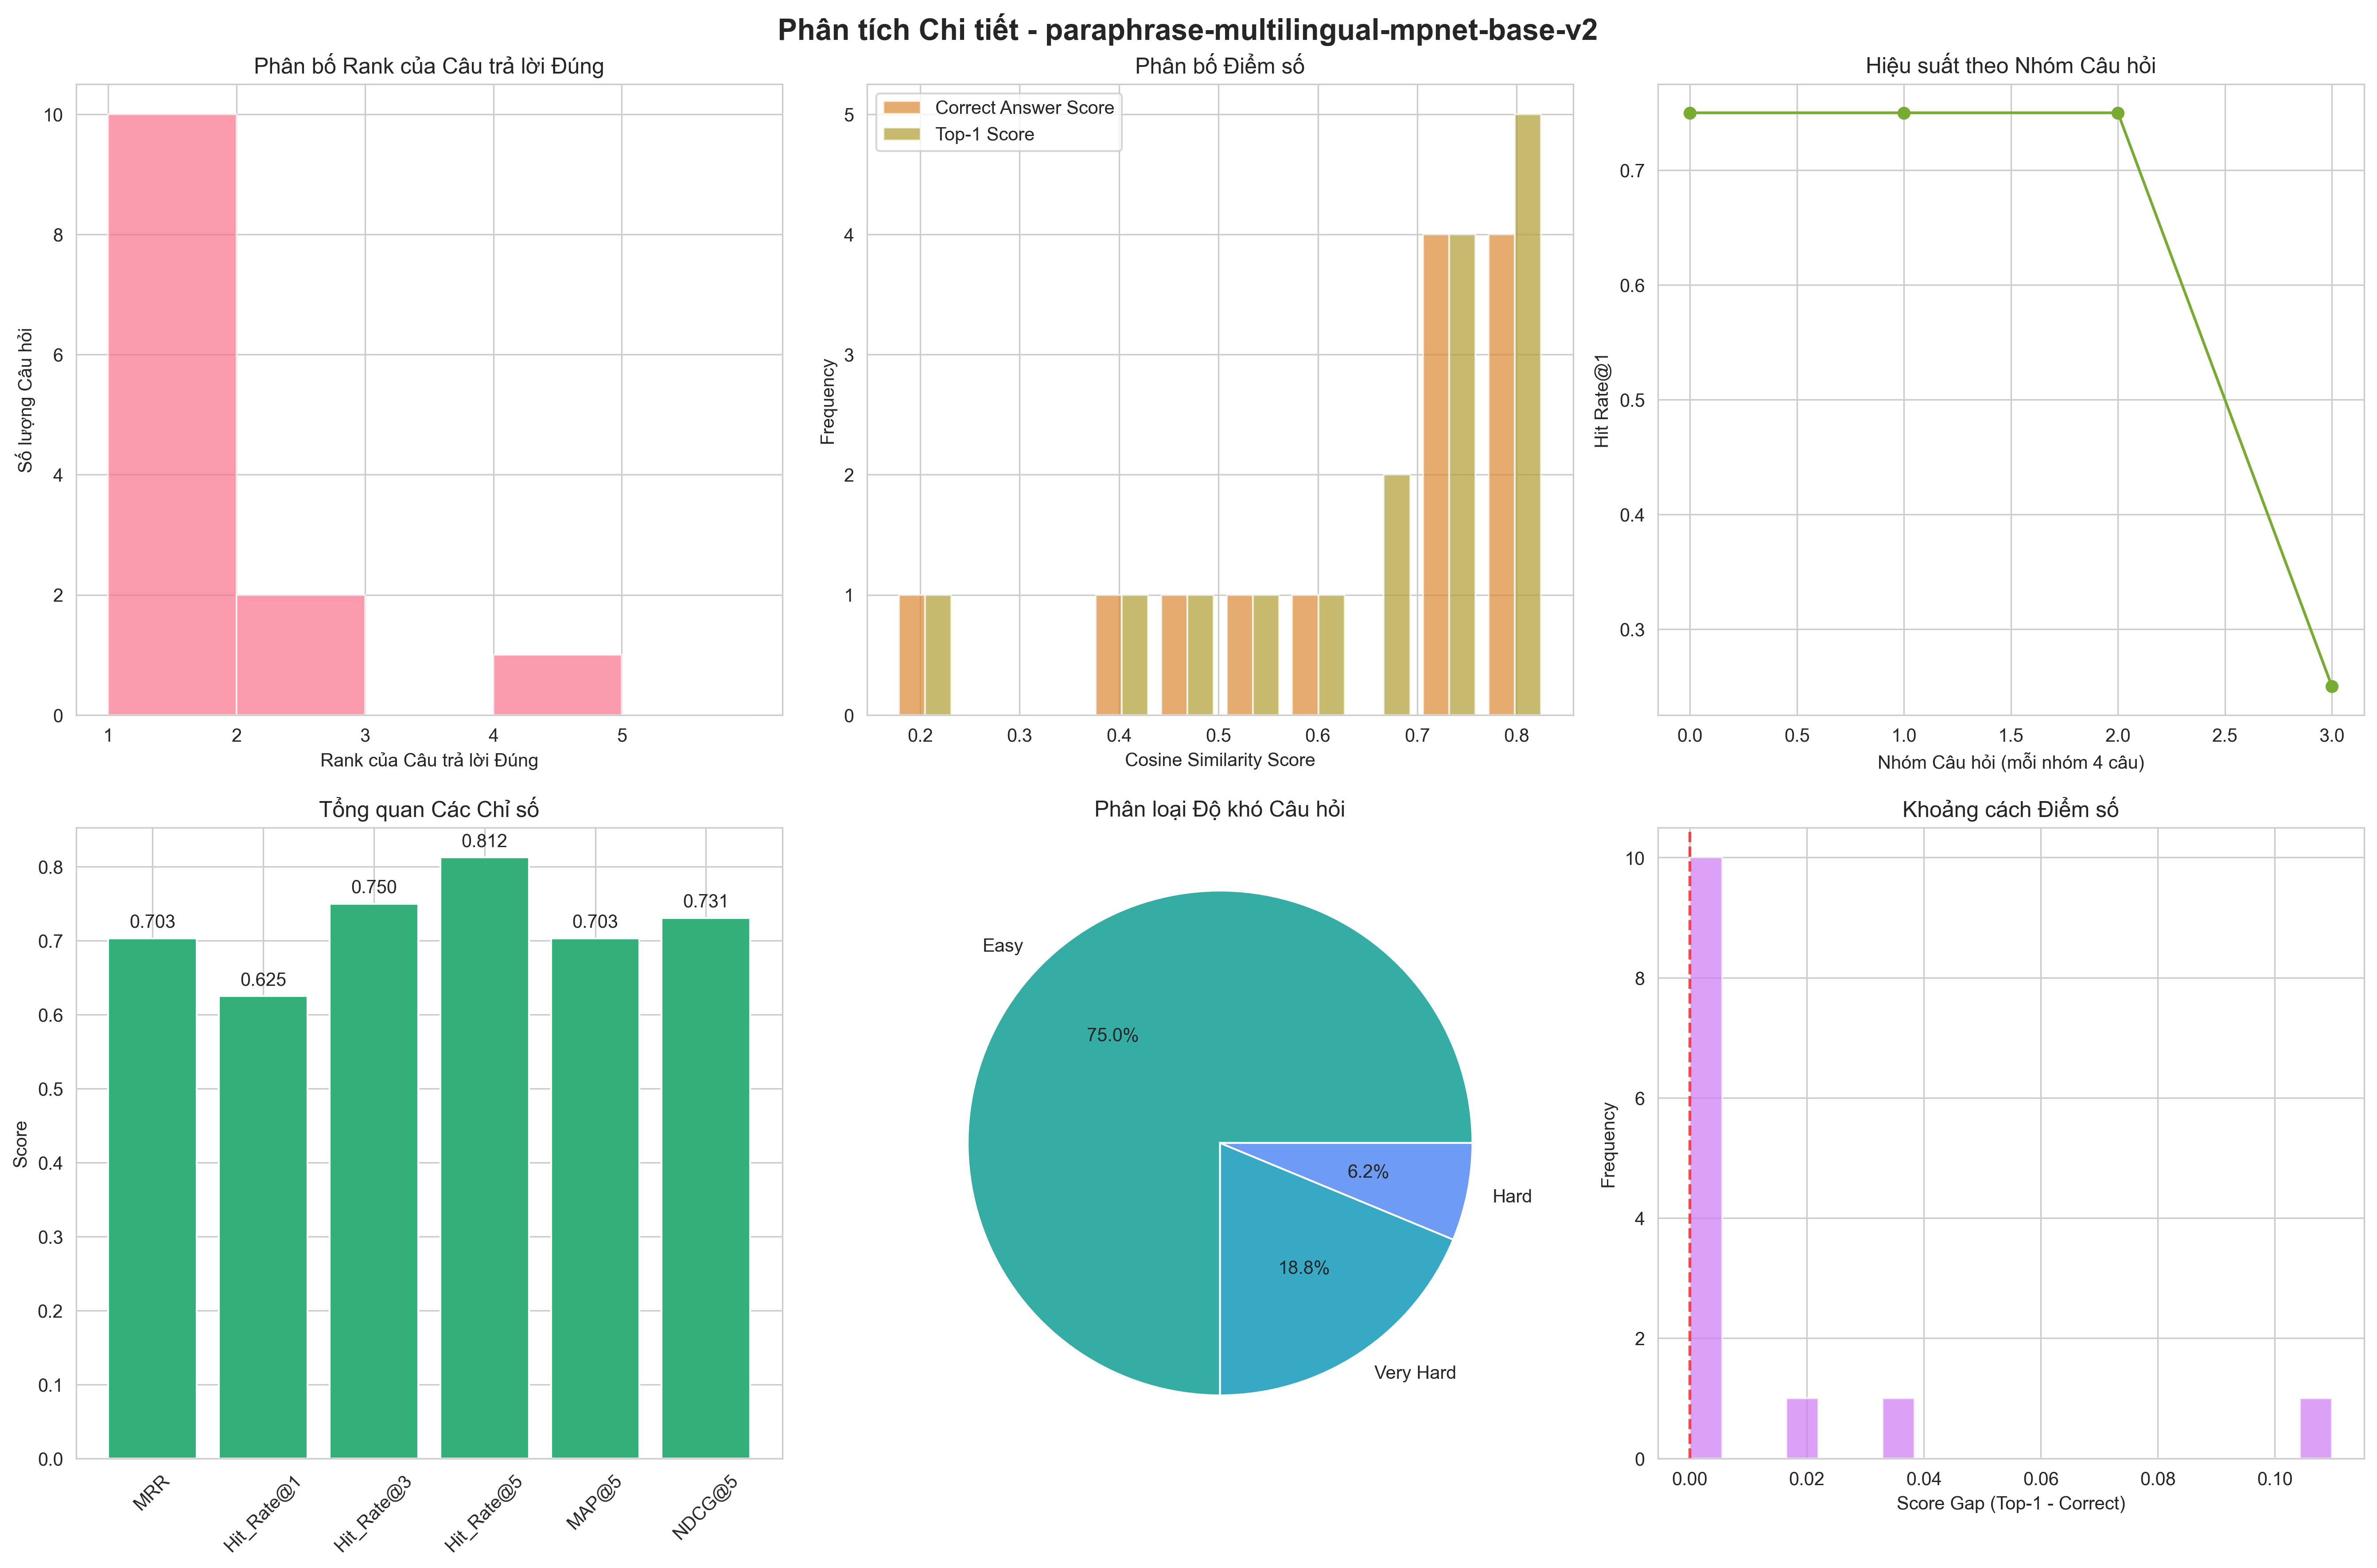 Phân tích Chi tiết - paraphrase-multilingual-mpnet-base-v2
Phân bố Rank của Câu trả lời Đúng
Số lượng Câu hỏi
10
8
6
4
2
0
1 2 3 4 5
Rank của Câu trả lời Đúng
Phân bố Điểm số
Correct Answer Score
Top-1 Score
Frequency
5
4
3
2
1
0
0.2 0.3 0.4 0.5 0.6 0.7 0.8
Cosine Similarity Score
Hiệu suất theo Nhóm Câu hỏi
Hit Rate@1
0.7
0.6
0.5
0.4
0.3
0.0 0.5 1.0 1.5 2.0 2.5 3.0
Nhóm Câu hỏi (mỗi nhóm 4 câu)
Tổng quan Các Chỉ số
Score
0.8
0.7
0.6
0.5
0.4
0.3
0.2
0.1
0.0
0.703
0.625
0.750
0.812
0.703
0.731
MRR
Hit_Rate@1
Hit_Rate@3
Hit_Rate@5
MAP@5
NDCG@5
Phân loại Độ khó Câu hỏi
Easy
75.0%
6.2%
Hard
18.8%
Very Hard
Khoảng cách Điểm số
Frequency
10
8
6
4
2
0
0.00 0.02 0.04 0.06 0.08 0.10
Score Gap (Top-1 - Correct)